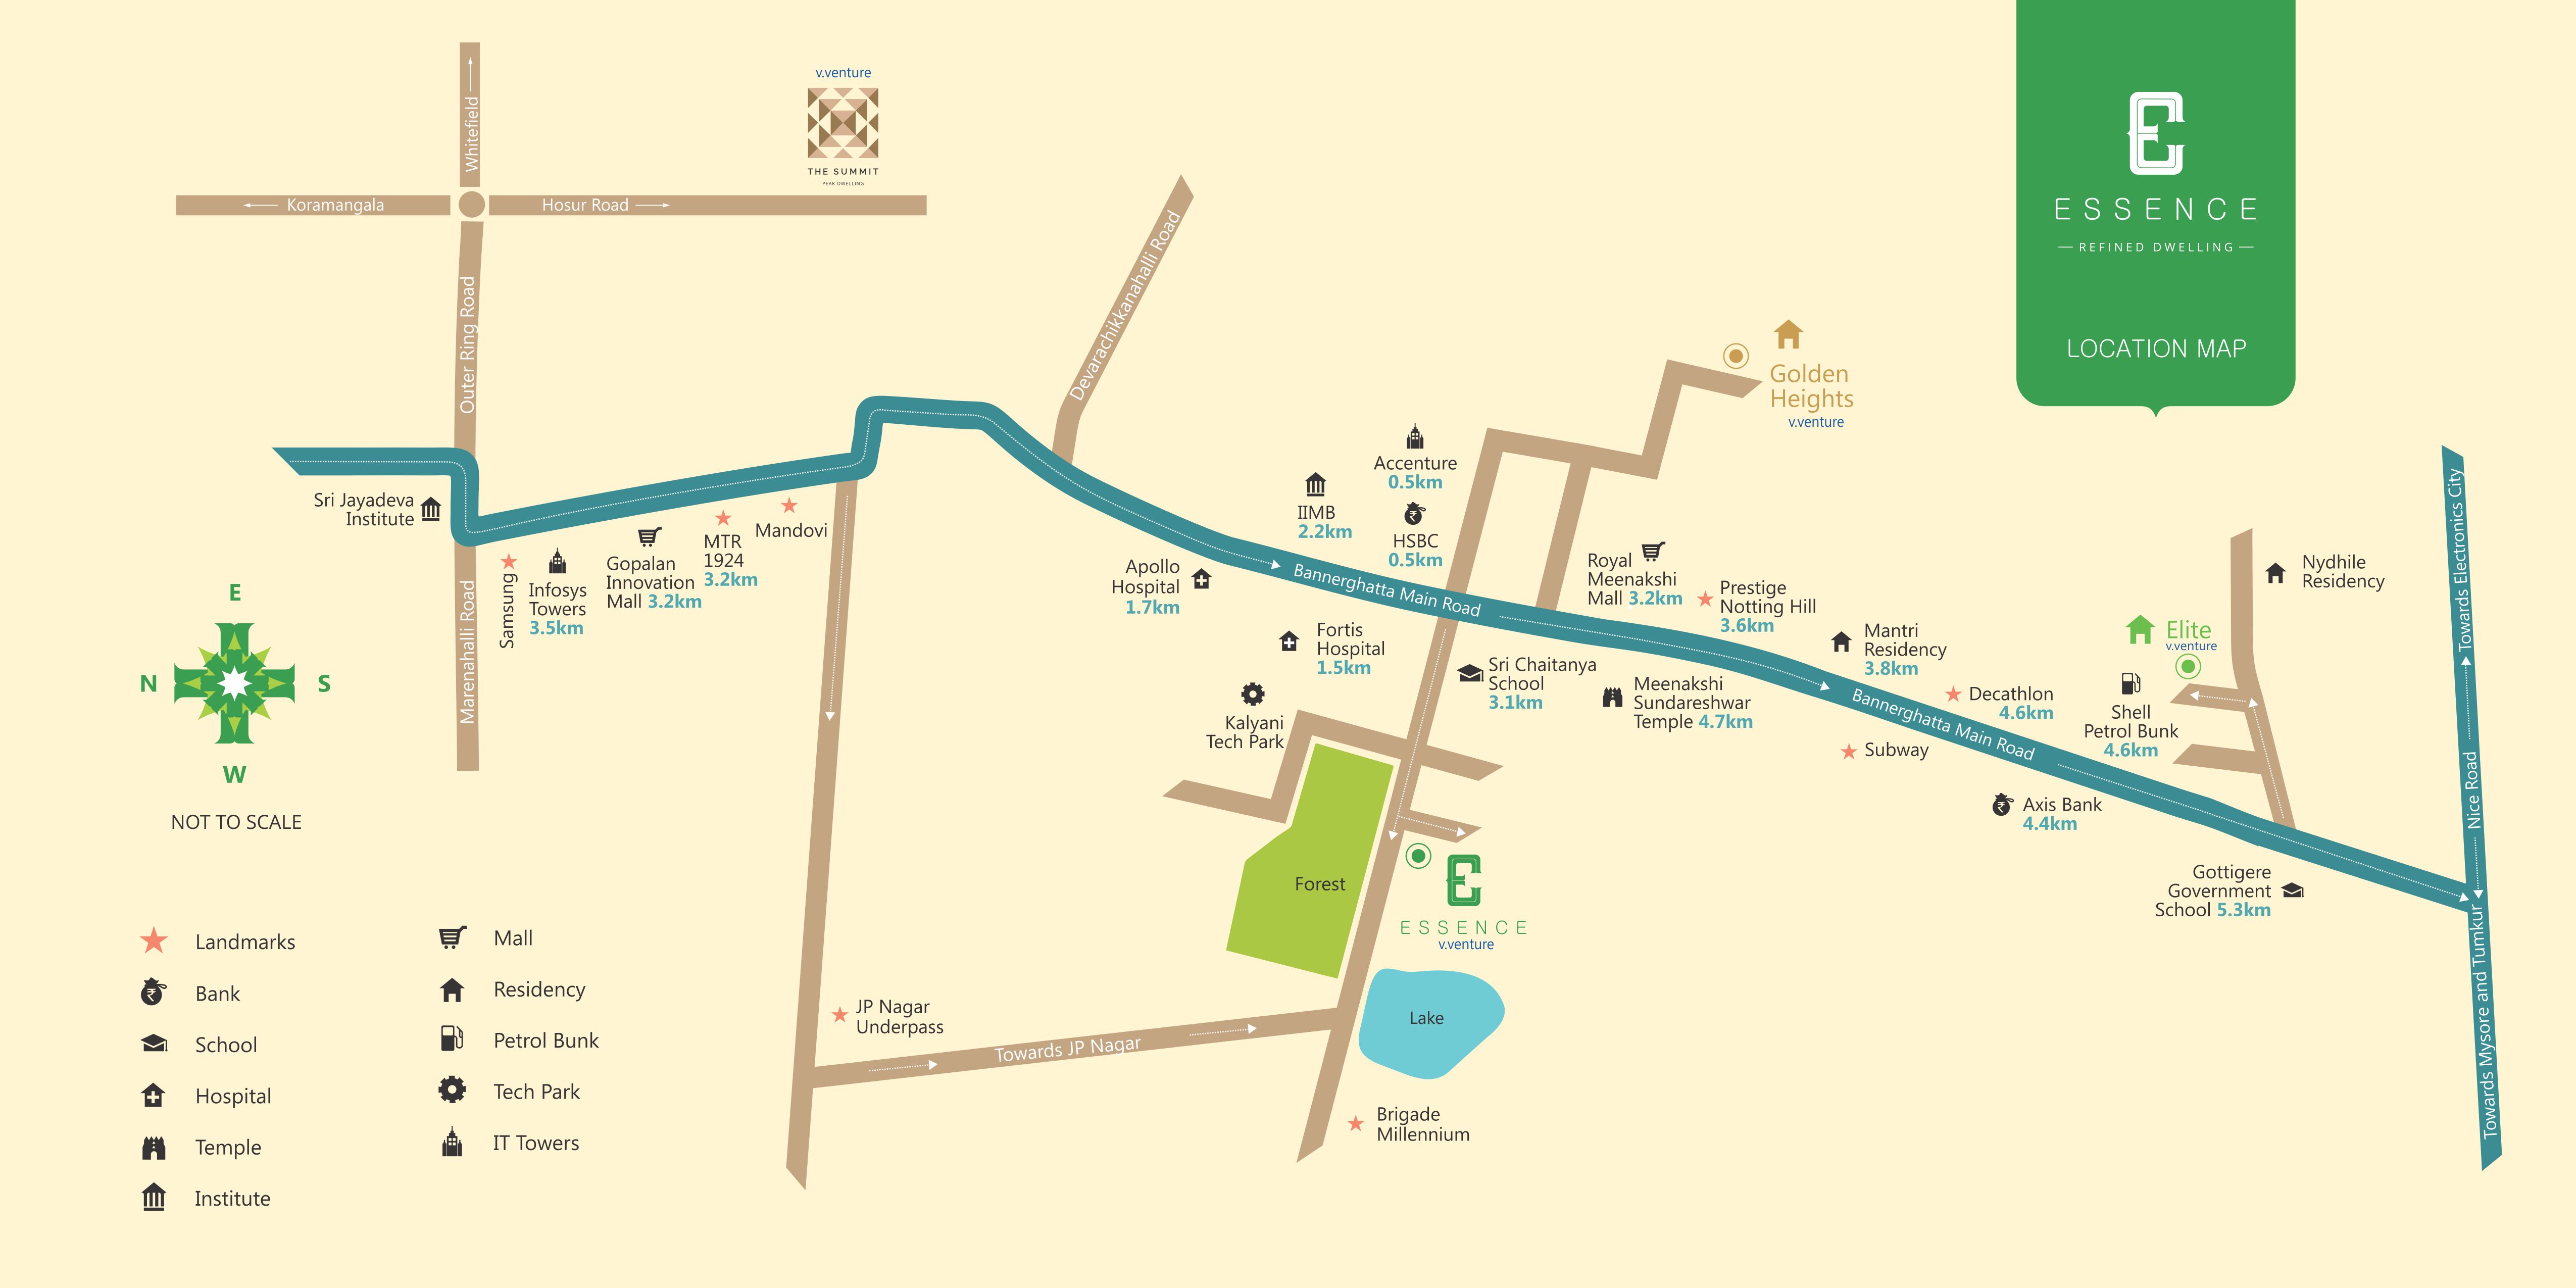 v.venture
THE SUMMIT
PEAK DWELLING
E
ESSENCE
REFINED DWELLING
LOCATION MAP
Whitefield
Koramangala
Hosur Road
Outer Ring Road
Marenahalli Road
Devarachikkanahalli Road
Golden
Heights
v.venture
Sri Jayadeva
Institute
Samsung
Infosys
Towers
3.5km
Gopalan
Innovation
Mall 3.2km
MTR
1924
3.2km
Mandovi
Apollo
Hospital
1.7km
IIMB
2.2km
Accenture
0.5km
HSBC
0.5km
Bannerghatta Main Road
Fortis
Hospital
1.5km
Kalyani
Tech Park
Sri Chaitanya
School
3.1km
Royal
Meenakshi
Mall 3.2km
Prestige
Notting Hill
3.6km
Meenakshi
Sundareshwar
Temple 4.7km
Mantri
Residency
3.8km
Bannerghatta Main Road
Decathlon
4.6km
Subway
Axis Bank
4.4km
Shell
Petrol Bunk
4.6km
Elite
v.venture
Nydhile
Residency
Gottigere
Government
School 5.3km
Towards Electronics City
Nice Road
Towards Mysore and Tumkur
Forest
E
ESSENCE
v.venture
Lake
JP Nagar
Underpass
Towards JP Nagar
Brigade
Millennium
E
N
S
W
NOT TO SCALE
Landmarks
Bank
School
Hospital
Temple
Institute
Mall
Residency
Petrol Bunk
Tech Park
IT Towers